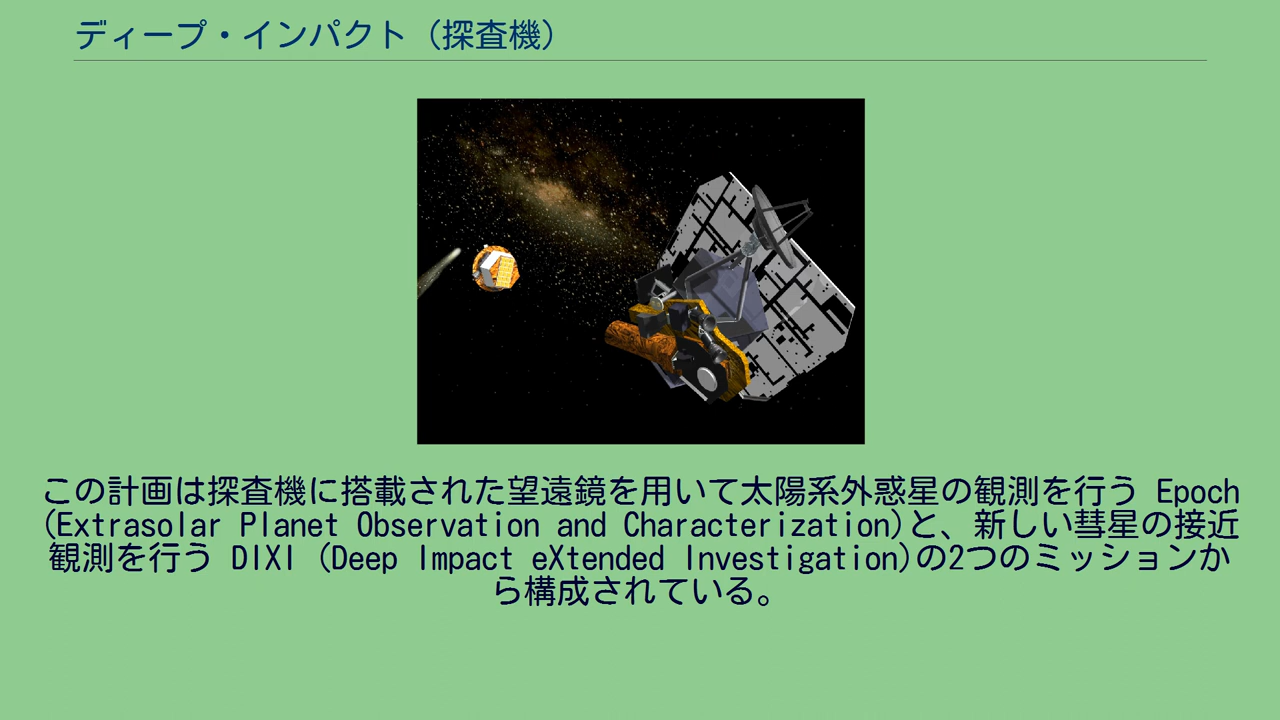 ディープ・インパクト（探査機）
この計画は探査機に搭載された望遠鏡を用いて太陽系外惑星の観測を行う Epoch
(Extrasolar Planet Observation and Characterization)と、新しい彗星の接近
観測を行う DIXI (Deep Impact eXtended Investigation)の2つのミッションか
ら構成されている。